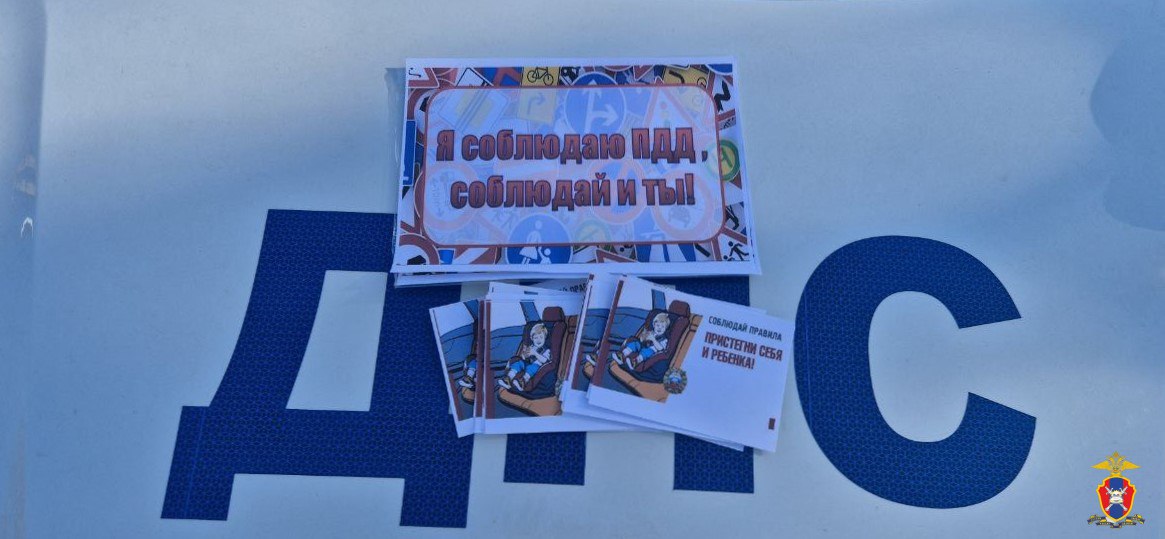 Я соблюдаю ПДД,
соблюдай и ты!
СОБЛЮДАЙ ПРАВИЛА
ПРИСТЕГНИ СЕБЯ
И РЕБЕНКА!
ДПС